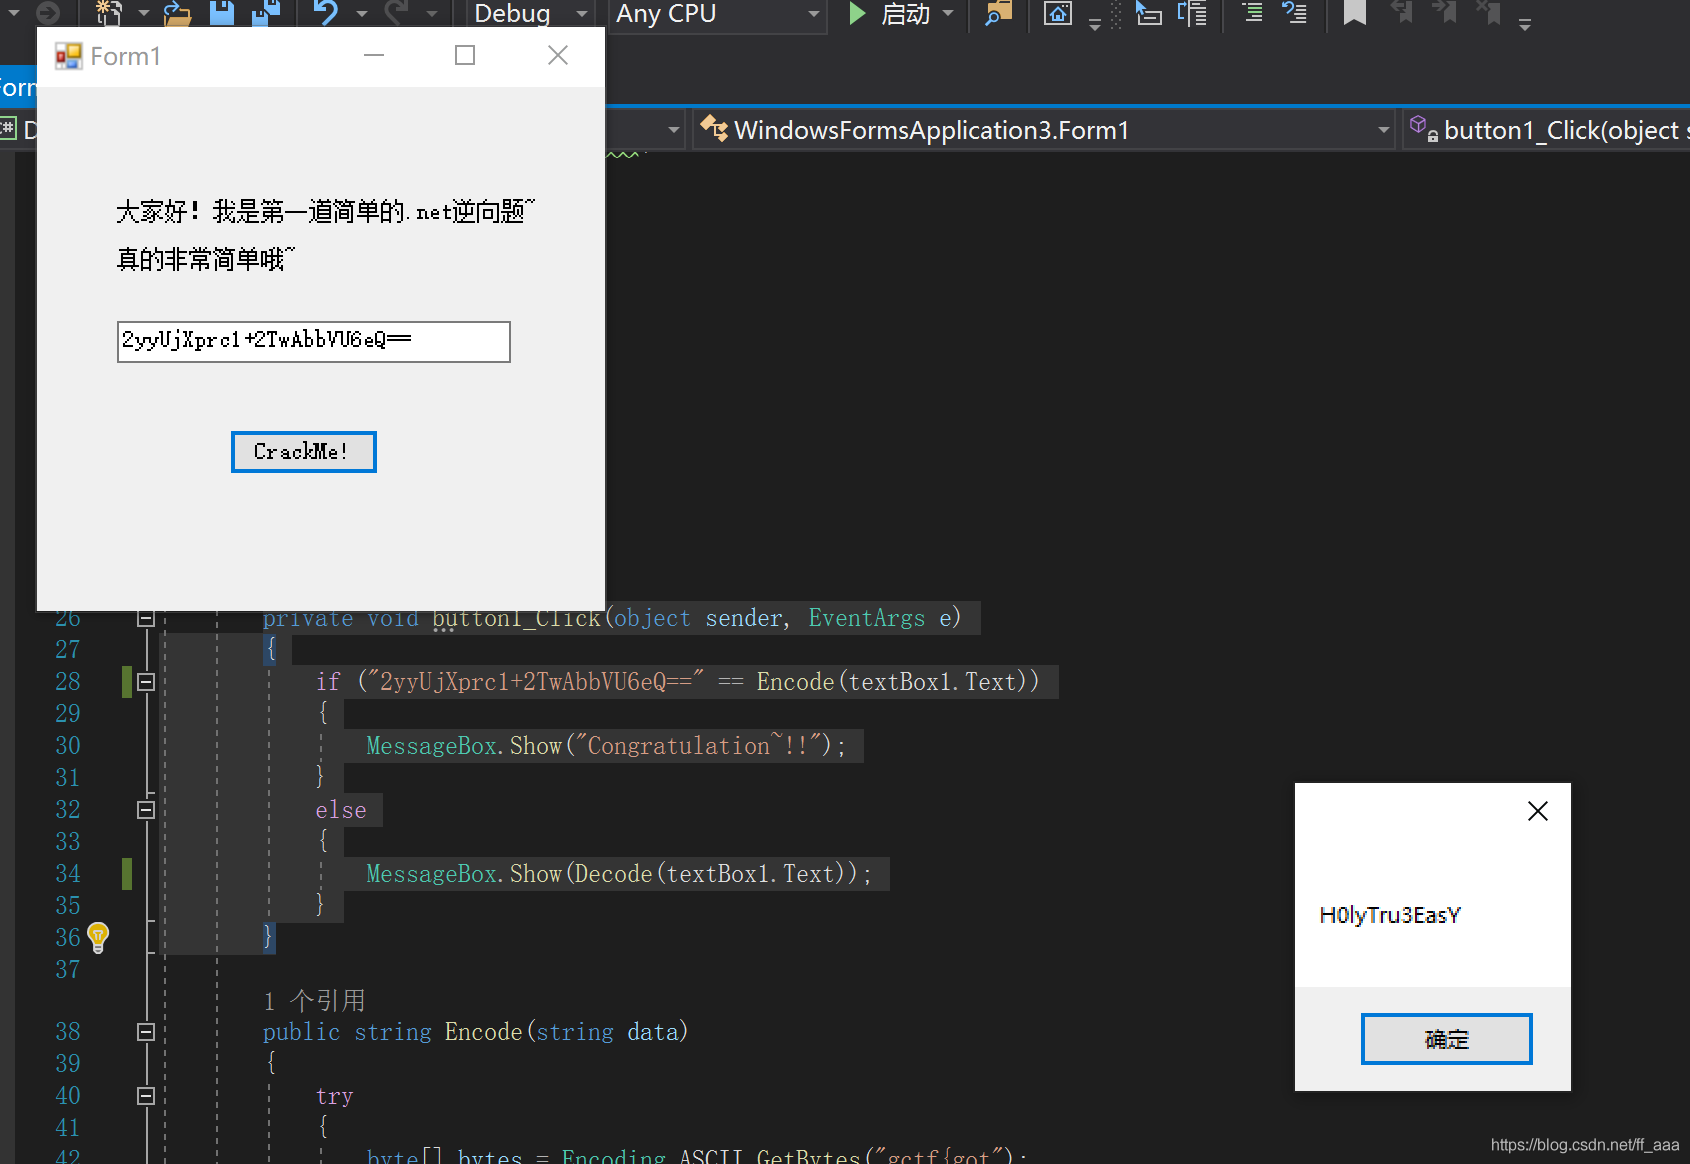 Debug
Any CPU
启动
Form1
WindowsFormsApplication3.Form1
button1_Click(object
大家好！我是第一道简单的.net逆向题~
真的非常简单哦~
2yyUjXprc1+2TwAbbVU6eQ==
CrackMe!
26 private void button1_Click(object sender, EventArgs e)
27 {
28 if ("2yyUjXprc1+2TwAbbVU6eQ==" == Encode(textBox1.Text))
29 {
30 MessageBox.Show("Congratulation~!!");
31 }
32 else
33 {
34 MessageBox.Show(Decode(textBox1.Text));
35 }
36 }
37
1 个引用
38 public string Encode(string data)
39 {
40 try
41 {
42 byte[] bytes = Encoding.ASCII.GetBytes("gctf{got");
H0lyTru3EasY
确定
https://blog.csdn.net/ff_aaa